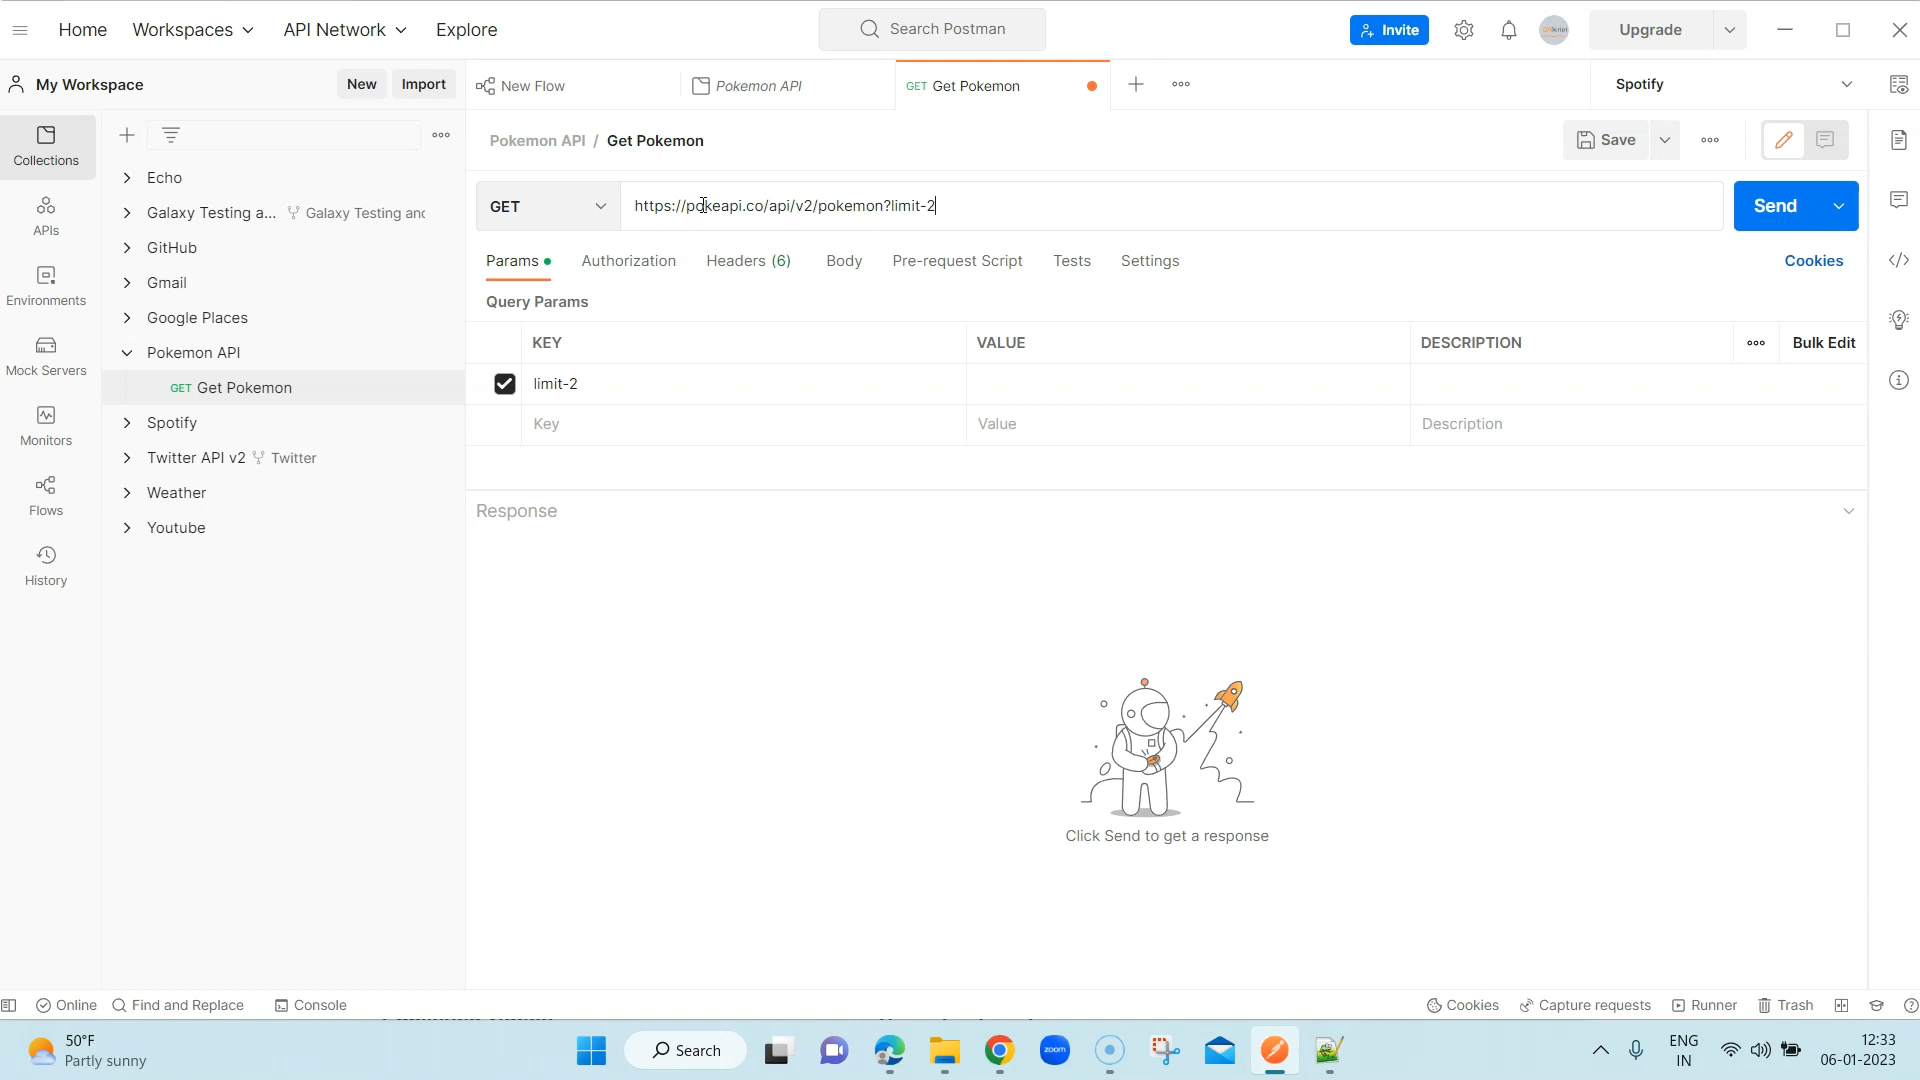 Home Workspaces API Network Explore Search Postman Invite Upgrade
My Workspace New Import New Flow Pokemon API GET Get Pokemon Spotify
Collections
APIs
Environments
Mock Servers
Monitors
Flows
History
Echo
Galaxy Testing a... Galaxy Testing and
GitHub
Gmail
Google Places
Pokemon API
GET Get Pokemon
Spotify
Twitter API v2 Twitter
Weather
Youtube
Pokemon API / Get Pokemon Save
GET https://pokeapi.co/api/v2/pokemon?limit-2 Send
Params Authorization Headers (6) Body Pre-request Script Tests Settings Cookies
Query Params
KEY VALUE DESCRIPTION Bulk Edit
limit-2
Key Value Description
Response
Click Send to get a response
Online Find and Replace Console Cookies Capture requests Runner Trash
50°F
Partly sunny
Search
zoom
ENG
IN
12:33
06-01-2023